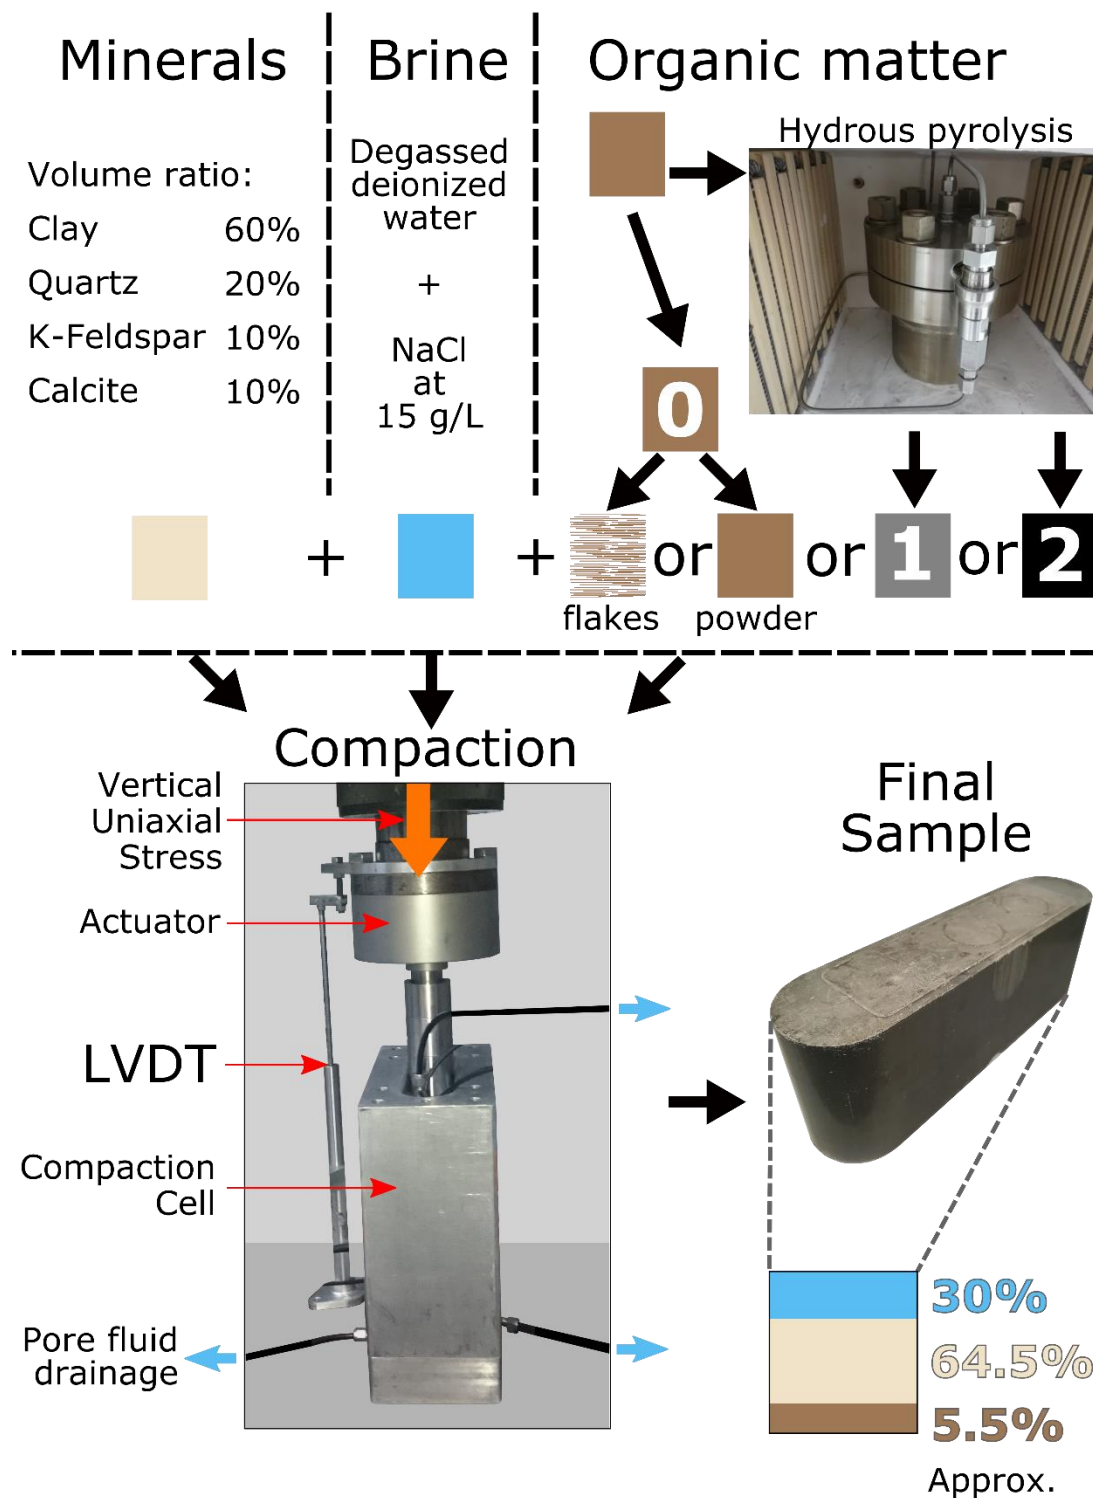 Minerals
Brine
Organic matter
Volume ratio:
Clay 60%
Quartz 20%
K-Feldspar 10%
Calcite 10%
Degassed
deionized
water
+
NaCl
at
15 g/L
Hydrous pyrolysis
0
+ + or or 1 or 2
flakes powder
Compaction
Vertical
Uniaxial
Stress
Actuator
LVDT
Compaction
Cell
Pore fluid
drainage
Final
Sample
30%
64.5%
5.5%
Approx.